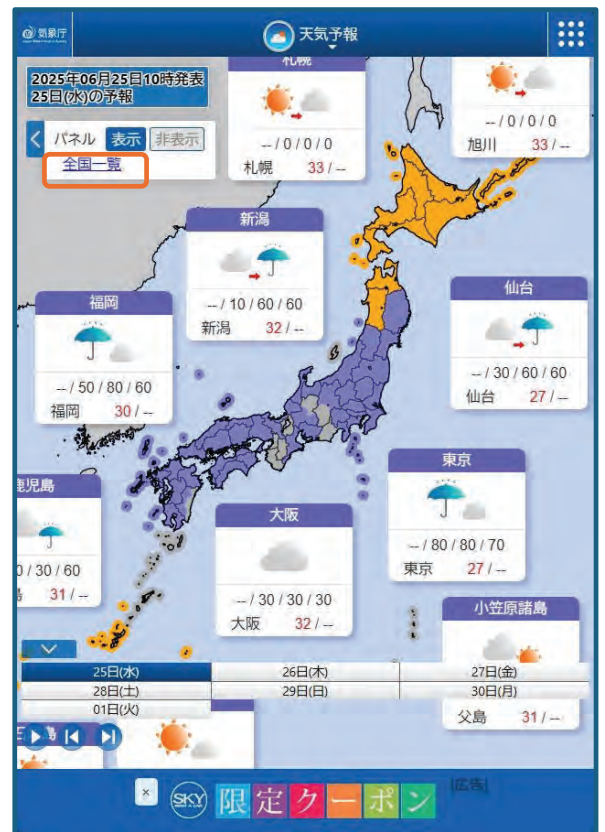 気象庁
天気予報
2025年06月25日10時発表
25日(水)の予報
パネル 表示 非表示
全国一覧
札幌
--/0/0/0
札幌 33/--
--/0/0/0
旭川 33/--
新潟
--/10/60/60
新潟 32/--
福岡
--/50/80/60
福岡 30/--
仙台
--/30/60/60
仙台 27/--
東京
--/80/80/70
東京 27/--
鹿児島
/30/60
31/--
大阪
--/30/30/30
大阪 32/--
小笠原諸島
父島 31/--
25日(水) 26日(木) 27日(金)
28日(土) 29日(日) 30日(月)
01日(火)
×
SKY
限定クーポン
[広告]